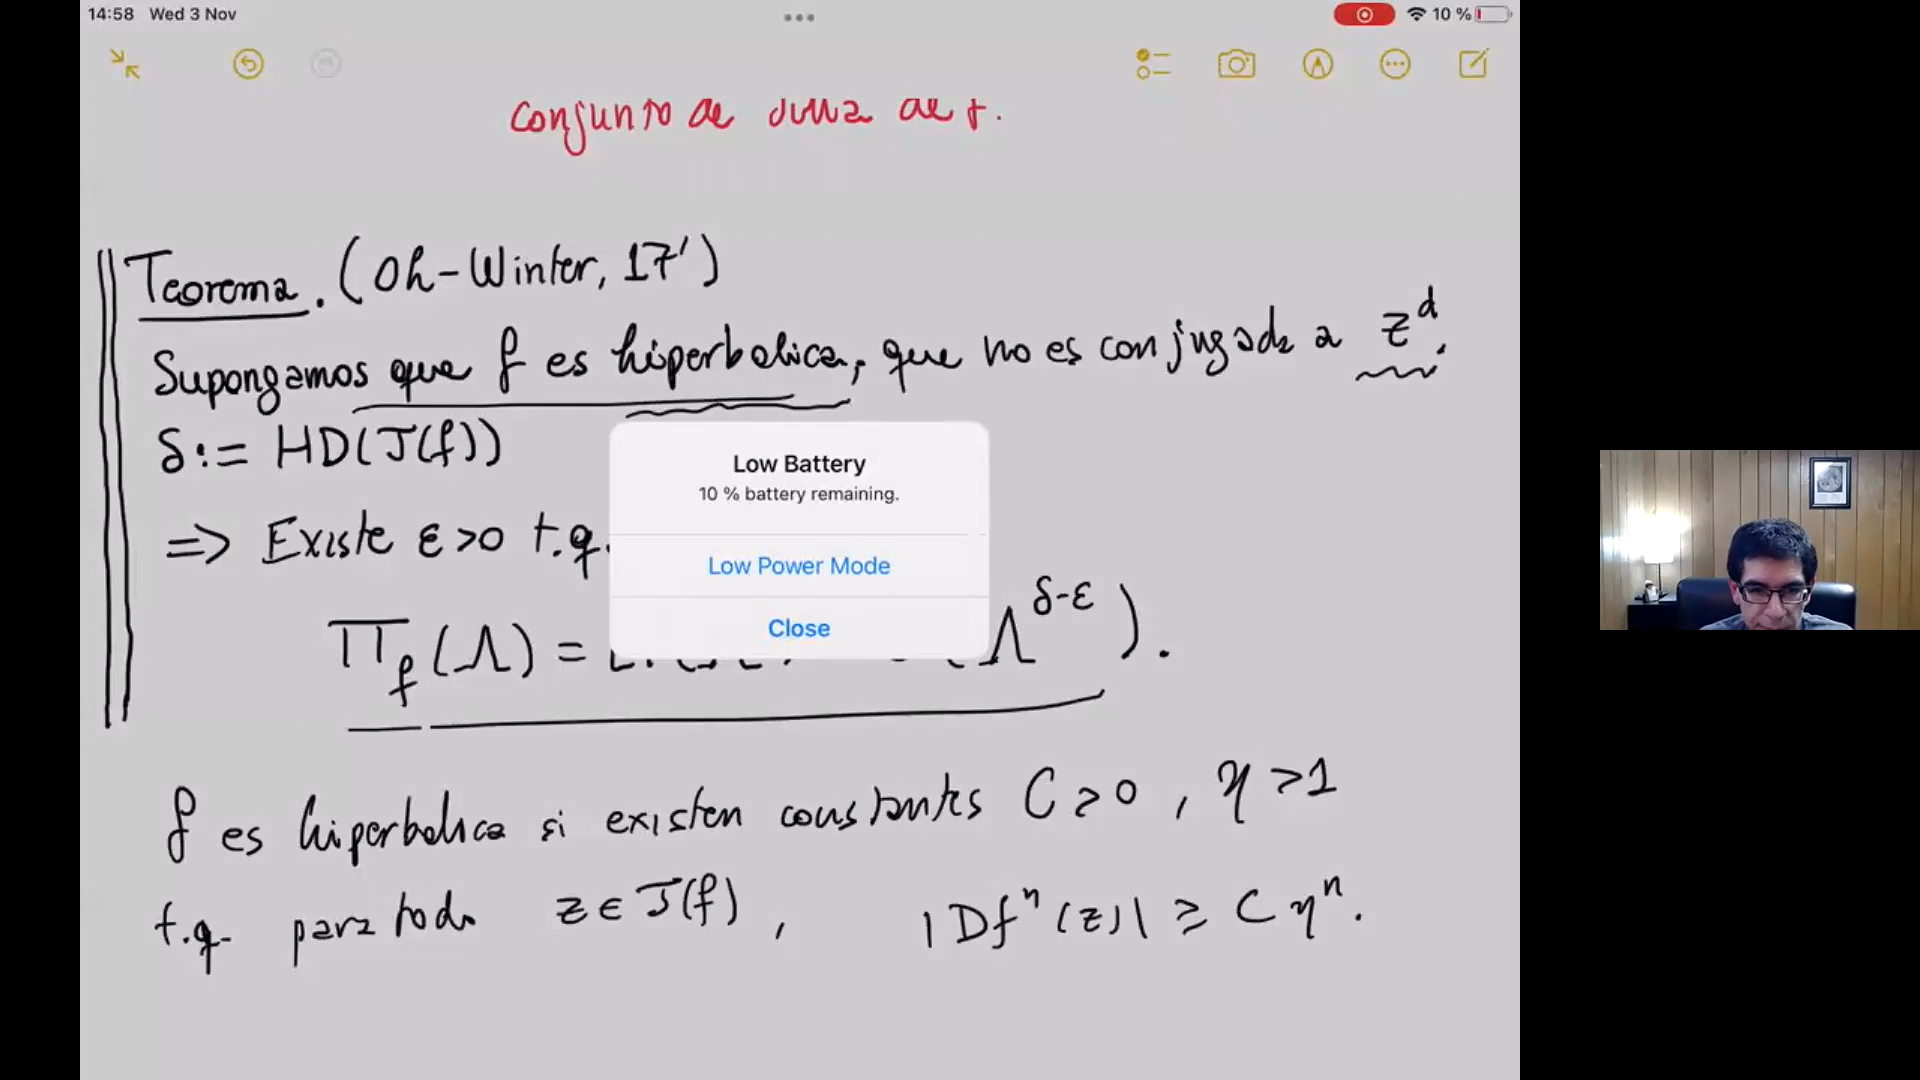 14:58 Wed 3 Nov
10 %
conjunto de Julia de f.
Teorema. (Oh-Winter, 17')
Supongamos que f es hiperbolica, que no es conjugada a z^d.
δ := HD(J(f))
Low Battery
10 % battery remaining.
=> Existe ε>0 t.q.
Low Power Mode
Π_f(Λ) = Λ^{δ-ε}).
Close
f es hiperbolica si existen constantes C>0, η>1
t.q. para todo z∈J(f), |Df^n(z)| ≥ Cη^n.